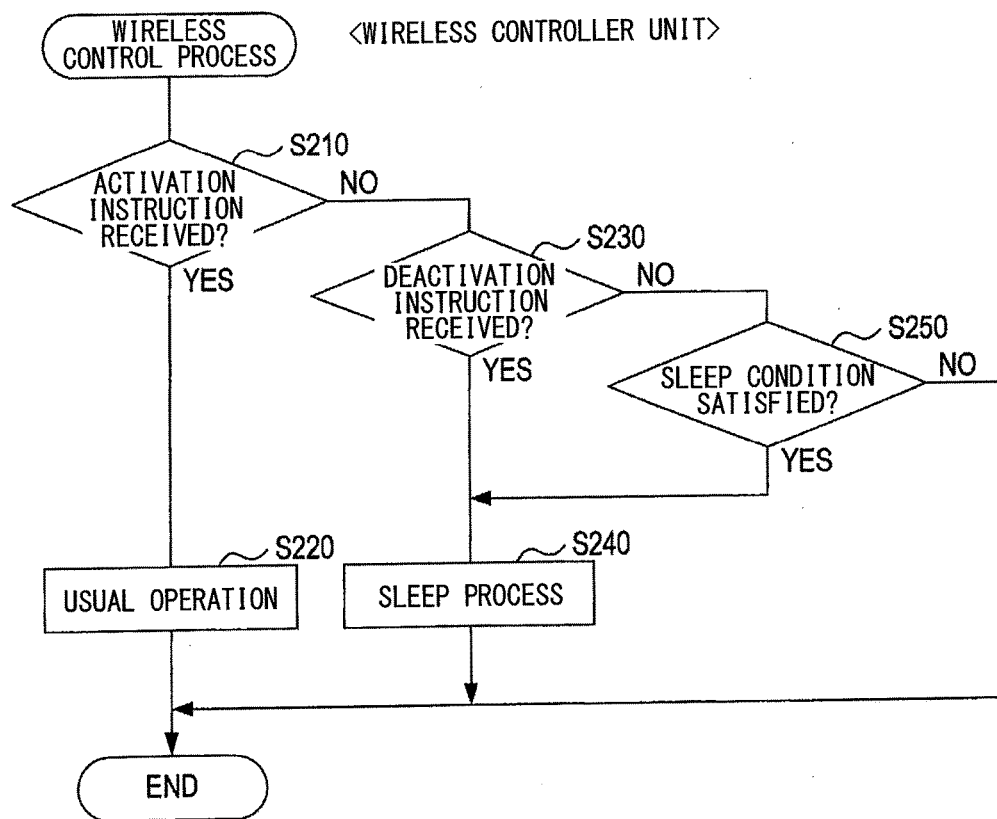 WIRELESS
CONTROL PROCESS
<WIRELESS CONTROLLER UNIT>
S210
ACTIVATION
INSTRUCTION
RECEIVED?
NO
YES
S230
DEACTIVATION
INSTRUCTION
RECEIVED?
NO
YES
S250
SLEEP CONDITION
SATISFIED?
NO
YES
S220
USUAL OPERATION
S240
SLEEP PROCESS
END